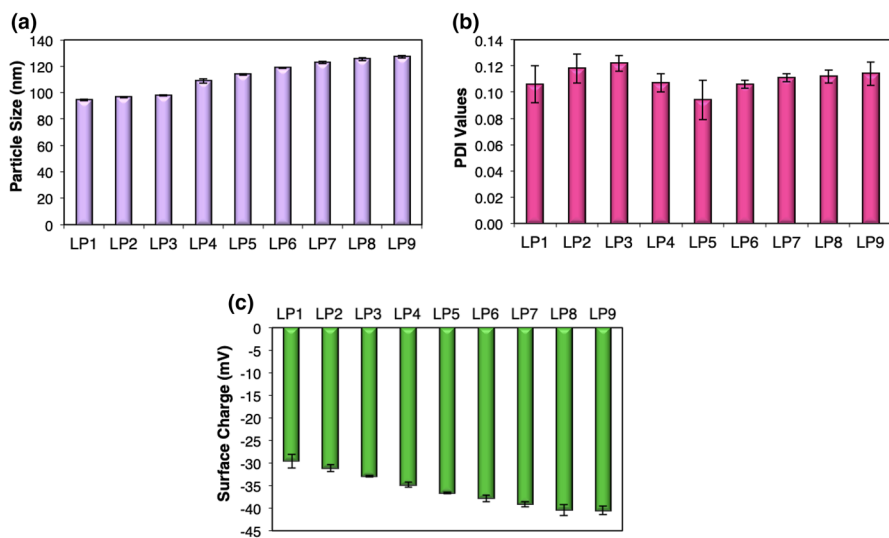 (a)
Particle Size (nm)
140
120
100
80
60
40
20
0
LP1 LP2 LP3 LP4 LP5 LP6 LP7 LP8 LP9
(b)
PDI Values
0.14
0.12
0.10
0.08
0.06
0.04
0.02
0.00
LP1 LP2 LP3 LP4 LP5 LP6 LP7 LP8 LP9
(c)
LP1 LP2 LP3 LP4 LP5 LP6 LP7 LP8 LP9
Surface Charge (mV)
0
-5
-10
-15
-20
-25
-30
-35
-40
-45